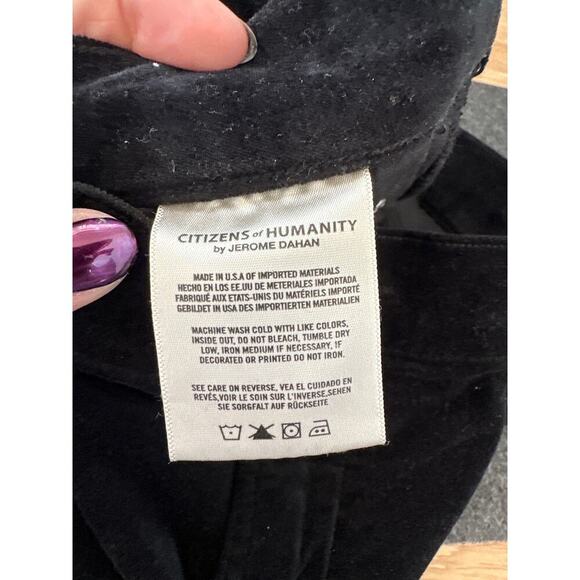 CITIZENS of HUMANITY
by JEROME DAHAN
MADE IN U.S.A OF IMPORTED MATERIALS
HECHO EN LOS EE.UU DE METERIALES IMPORTADA
FABRIQUÉ AUX ETATS-UNIS DU MATÉRIELS IMPORTÉ
GEBILDET IN USA DES IMPORTIERTEN MATERIALIEN
MACHINE WASH COLD WITH LIKE COLORS,
INSIDE OUT, DO NOT BLEACH, TUMBLE DRY
LOW, IRON MEDIUM IF NECESSARY, IF
DECORATED OR PRINTED DO NOT IRON.
SEE CARE ON REVERSE, VEA EL CUIDADO EN
REVÉS,VOIR LE SOIN SUR L'INVERSE,SEHEN
SIE SORGFALT AUF RÜCKSEITE